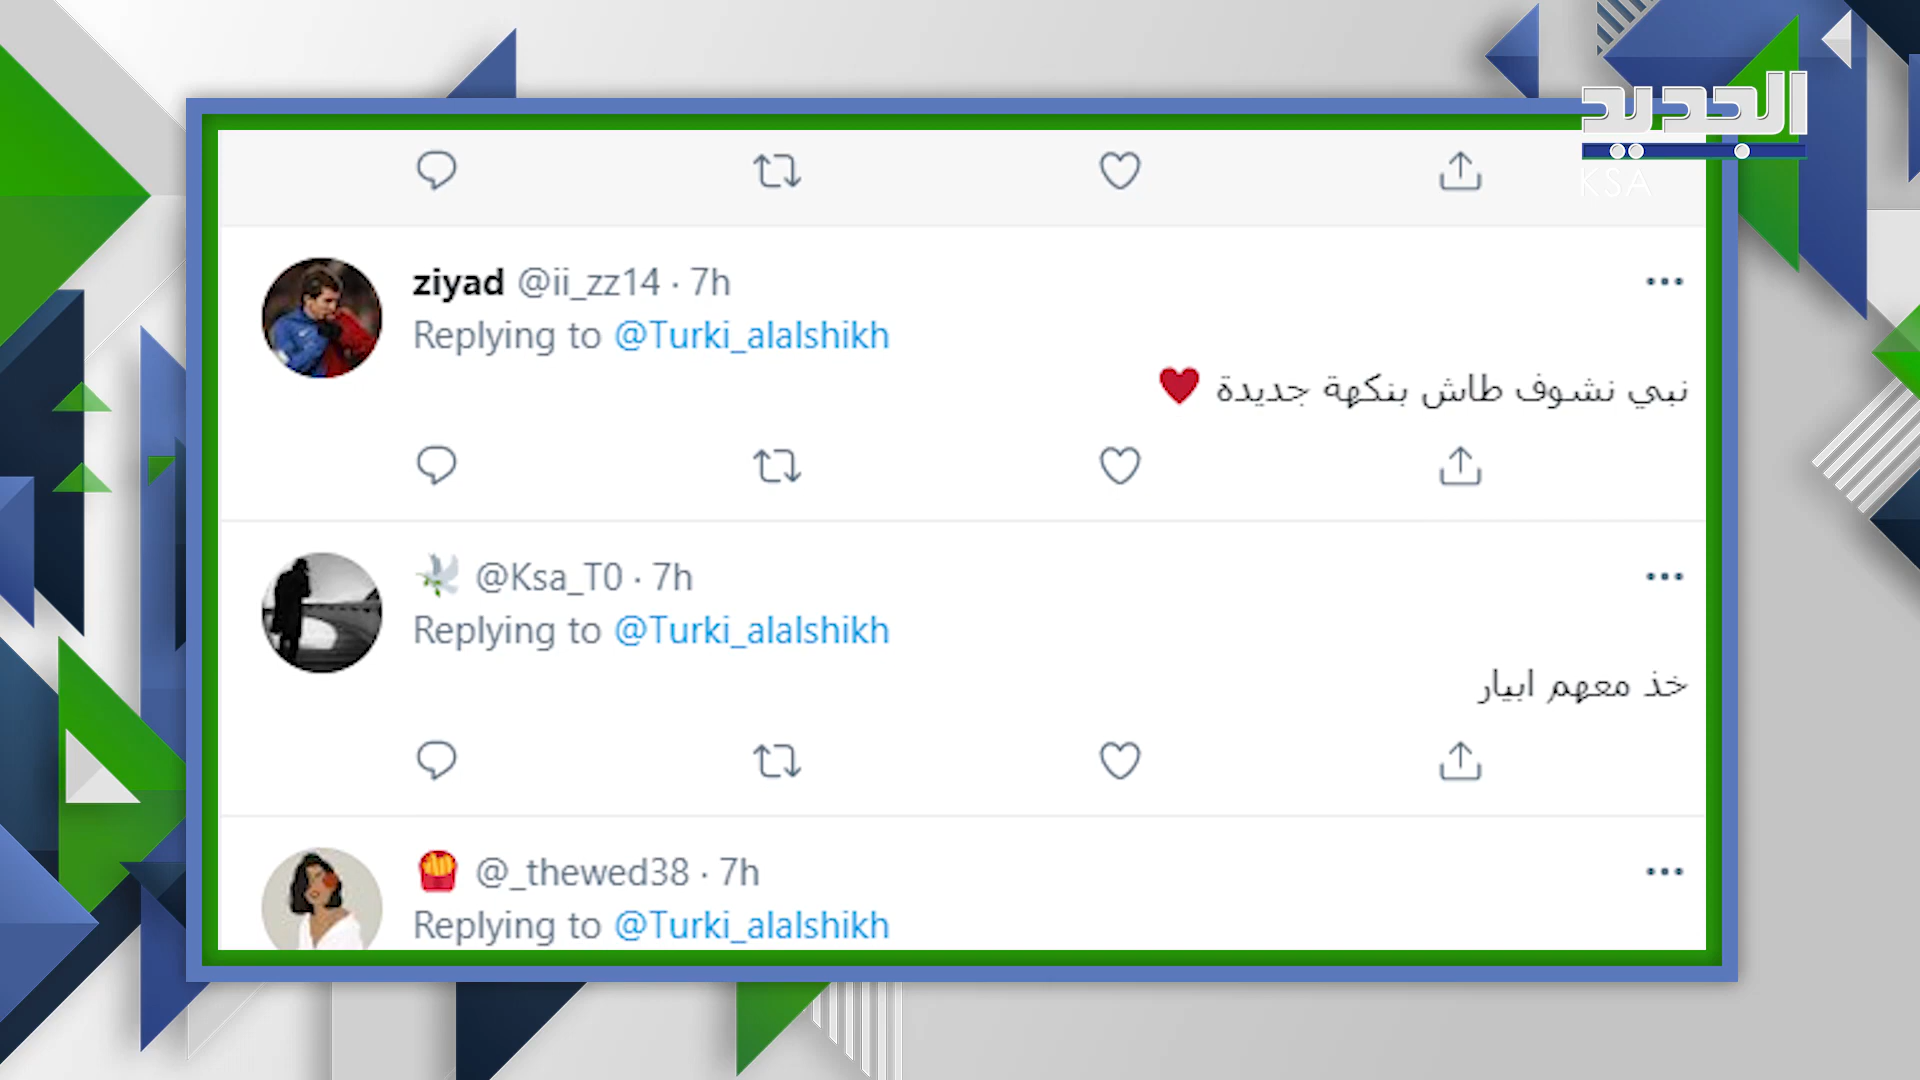 الجديد
KSA
ziyad @ii_zz14 · 7h
Replying to @Turki_alalshikh
نبي نشوف طاش بنكهة جديدة ♥
🕊 @Ksa_T0 · 7h
Replying to @Turki_alalshikh
خذ معهم ابيار
🍟 @_thewed38 · 7h
Replying to @Turki_alalshikh